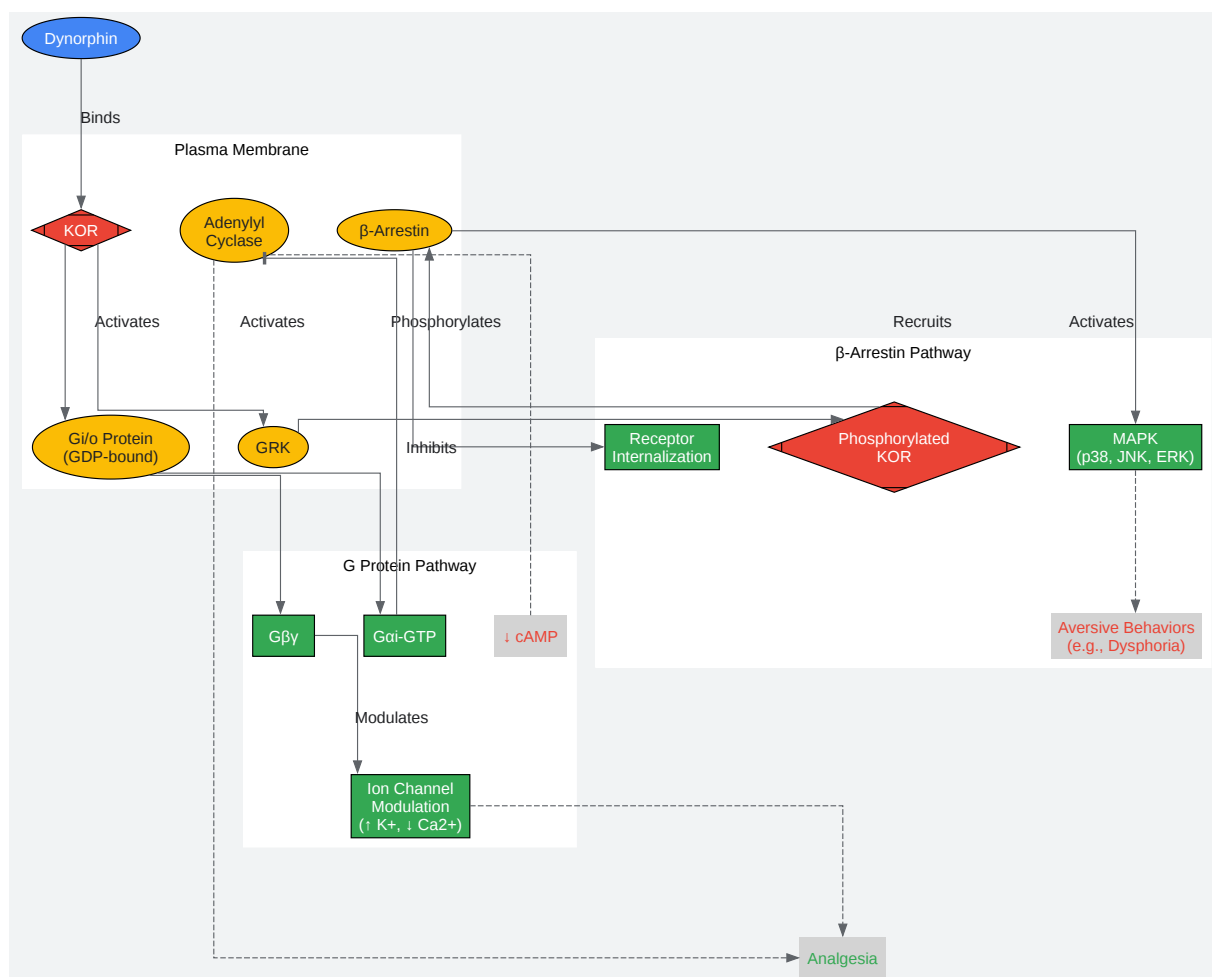 Dynorphin
Binds
Plasma Membrane
KOR
Adenylyl
Cyclase
β-Arrestin
Activates
Activates
Phosphorylates
Recruits
Activates
β-Arrestin Pathway
Gi/o Protein
(GDP-bound)
GRK
Inhibits
Receptor
Internalization
Phosphorylated
KOR
MAPK
(p38, JNK, ERK)
G Protein Pathway
Gβγ
Gαi-GTP
↓ cAMP
Aversive Behaviors
(e.g., Dysphoria)
Modulates
Ion Channel
Modulation
(↑ K+, ↓ Ca2+)
Analgesia